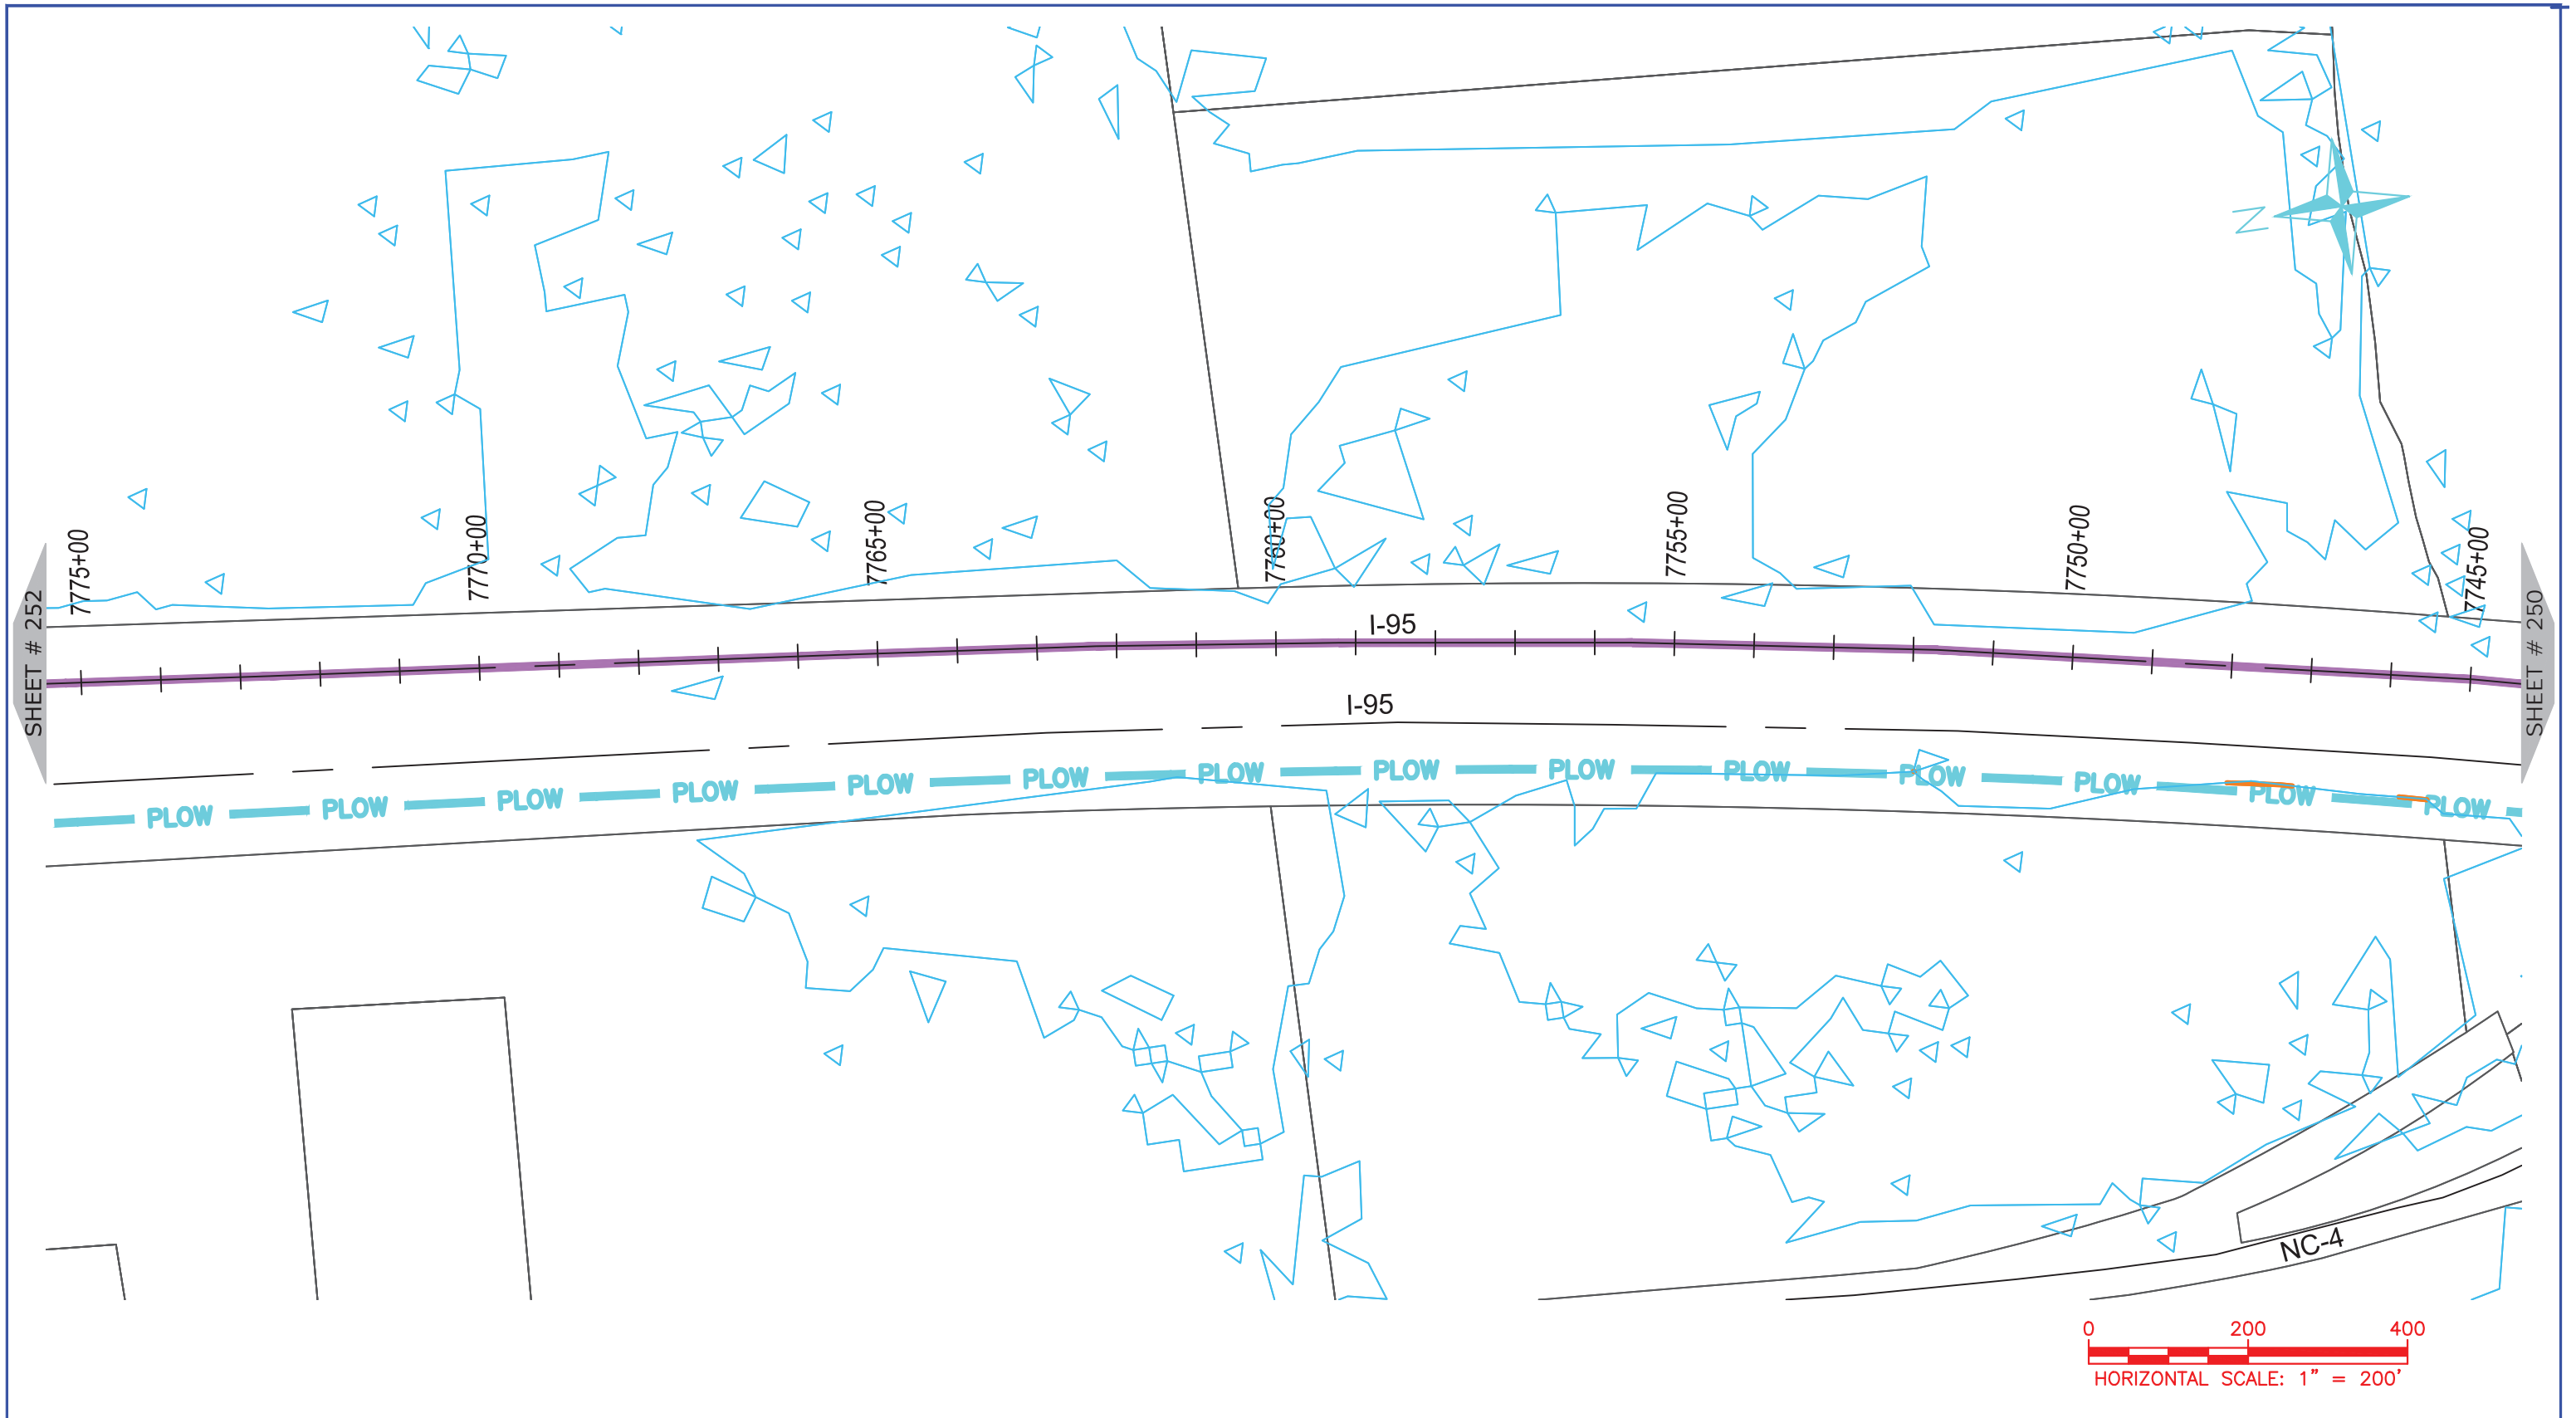 N
7775+00
7770+00
7765+00
7760+00
7755+00
7750+00
7745+00
SHEET # 252
SHEET # 250
I-95
I-95
PLOW PLOW PLOW PLOW PLOW PLOW PLOW PLOW PLOW PLOW PLOW PLOW PLOW PLOW
NC-4
0 200 400
HORIZONTAL SCALE: 1" = 200'